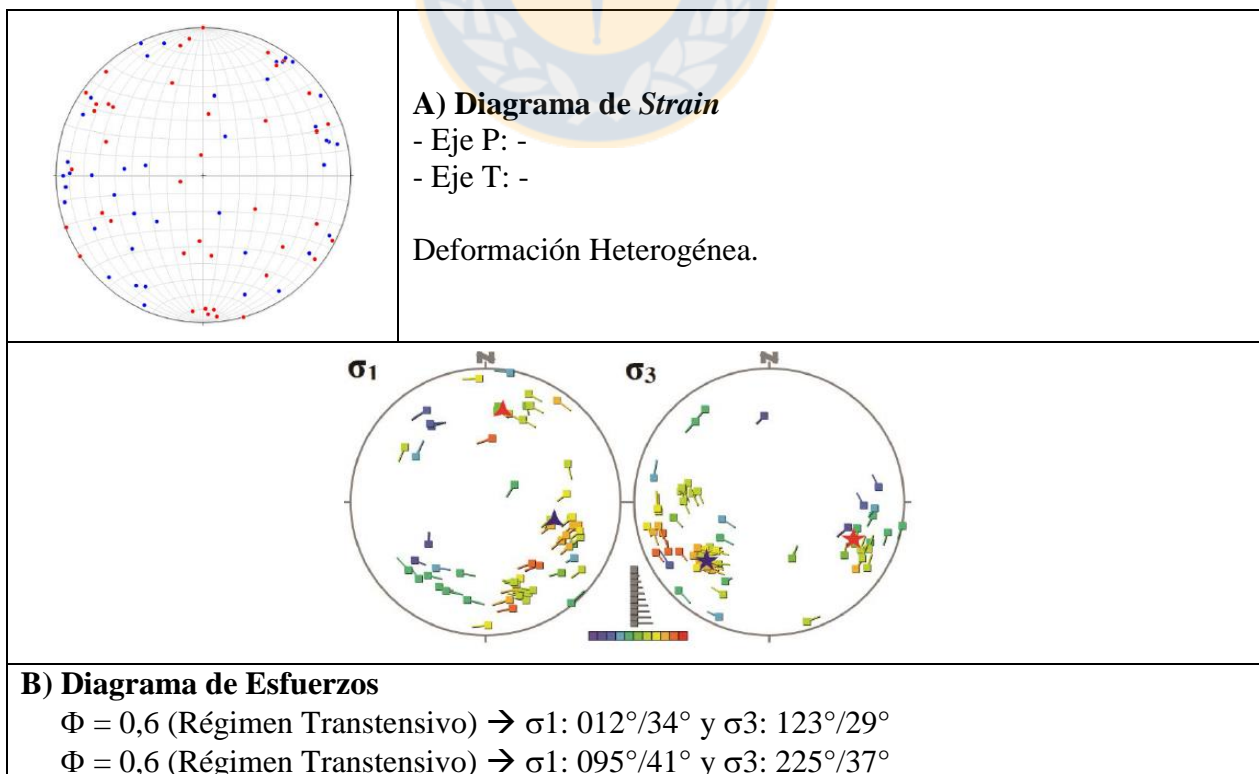 A) Diagrama de Strain
- Eje P: -
- Eje T: -
Deformación Heterogénea.
σ1
N
σ3
N
B) Diagrama de Esfuerzos
Φ = 0,6 (Régimen Transtensivo) → σ1: 012°/34° y σ3: 123°/29°
Φ = 0,6 (Régimen Transtensivo) → σ1: 095°/41° y σ3: 225°/37°